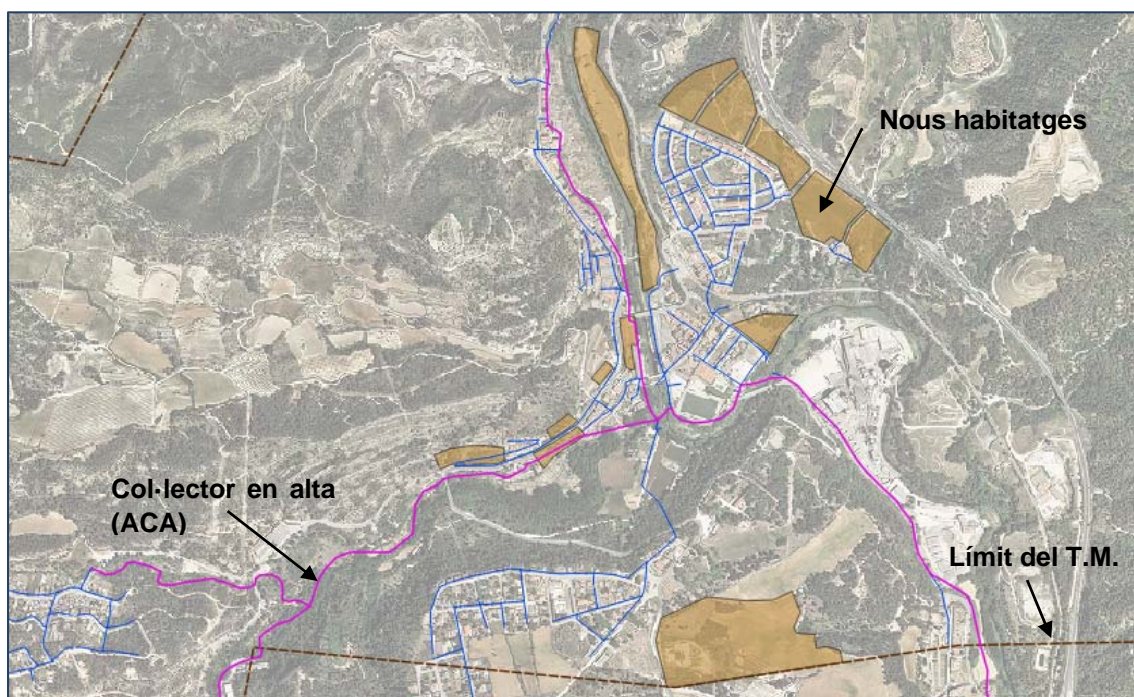 Nous habitatges
Col·lector en alta
(ACA)
Límit del T.M.